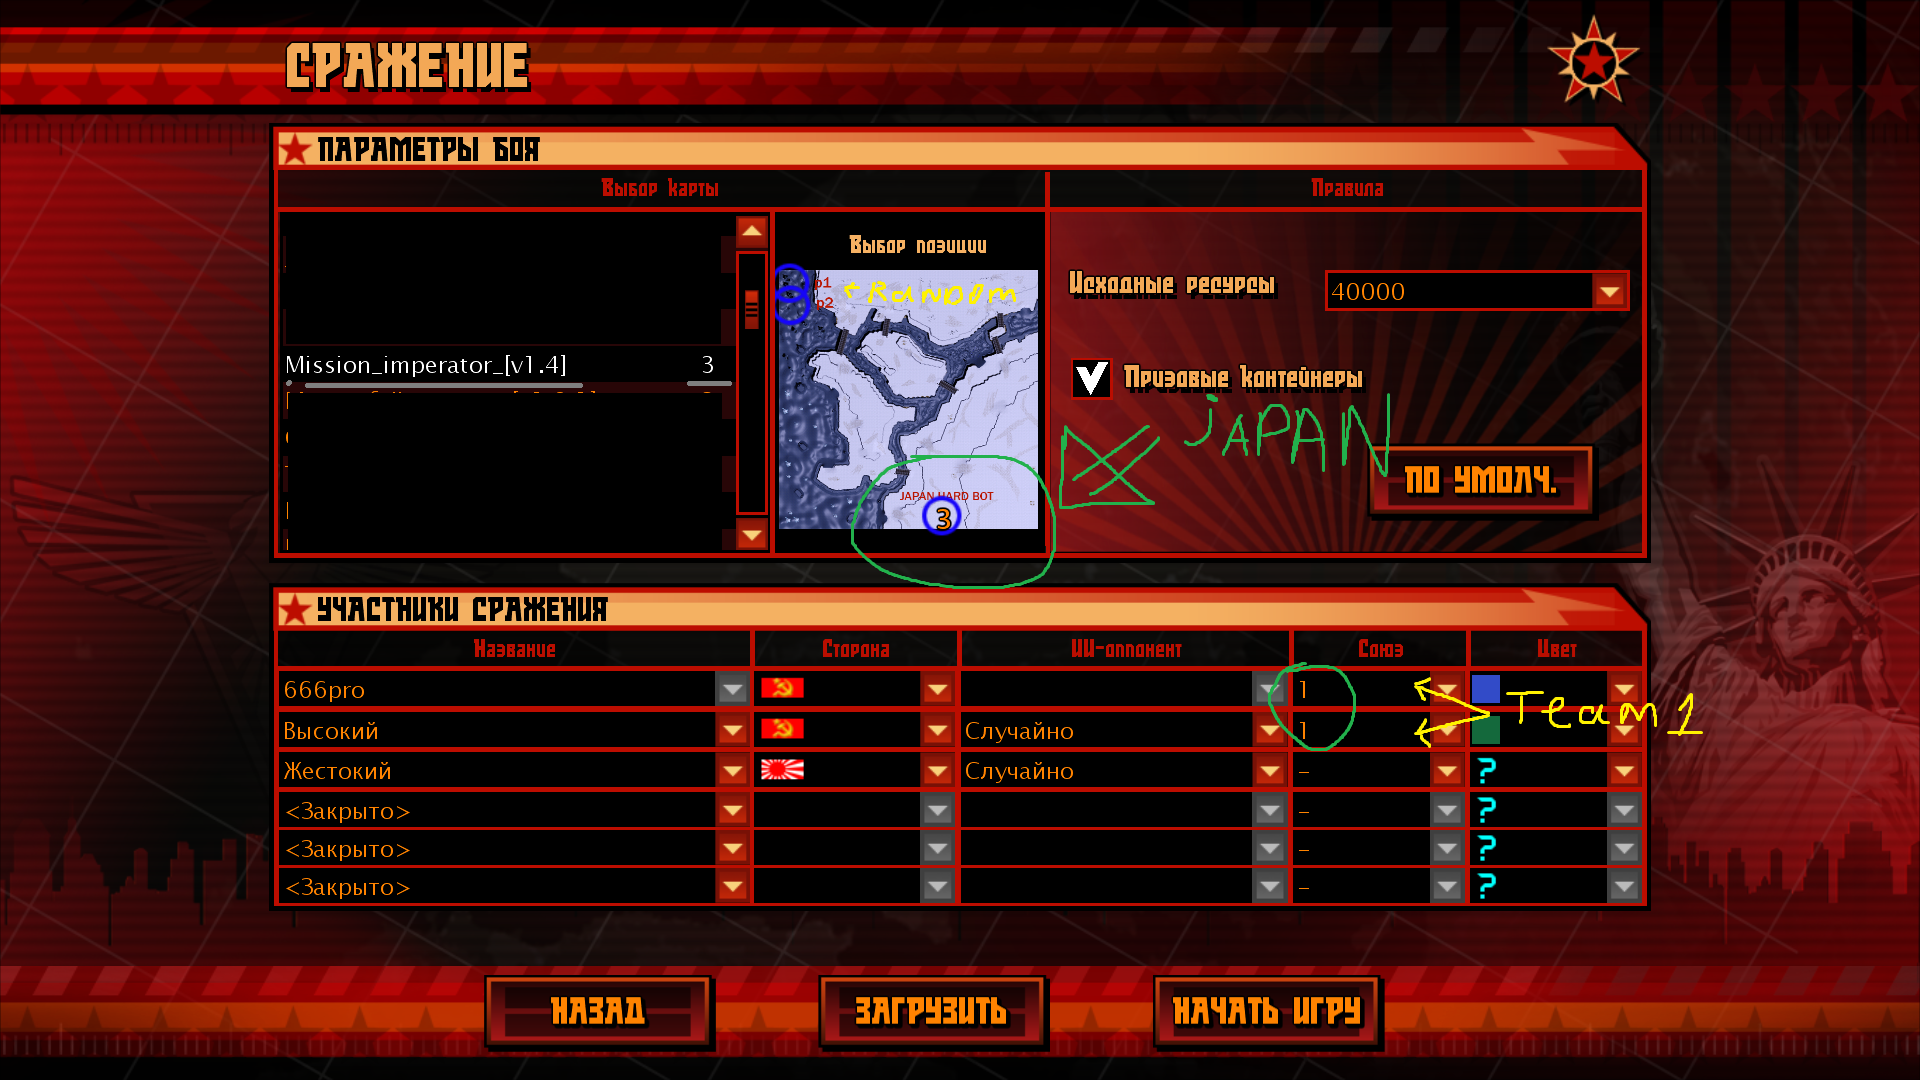 СРАЖЕНИЕ
ПАРАМЕТРЫ БОЯ
Выбор карты
Правила
Выбор позиции
p1
p2
+ RanDom
Mission_imperator_[v1.4] 3
Исходные ресурсы 40000
Призовые контейнеры
jAPAN
ПО УМОЛЧ.
JAPAN HARD BOT
3
УЧАСТНИКИ СРАЖЕНИЯ
Название Сторона ИИ-оппонент Союз Цвет
666pro 1
Team 1
Высокий Случайно 1
Жестокий Случайно – ?
<Закрыто> – ?
<Закрыто> – ?
<Закрыто> – ?
НАЗАД ЗАГРУЗИТЬ НАЧАТЬ ИГРУ